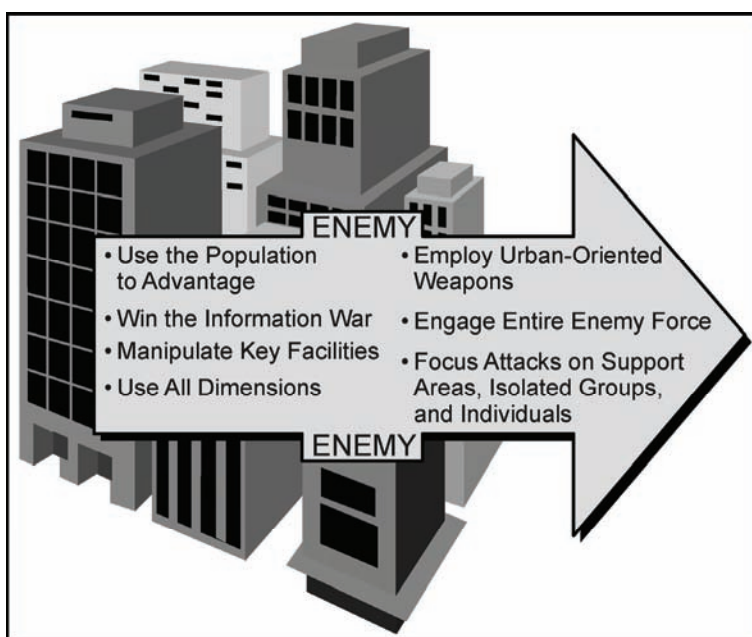 ENEMY
• Use the Population
to Advantage
• Win the Information War
• Manipulate Key Facilities
• Use All Dimensions
• Employ Urban-Oriented
Weapons
• Engage Entire Enemy Force
• Focus Attacks on Support
Areas, Isolated Groups,
and Individuals
ENEMY